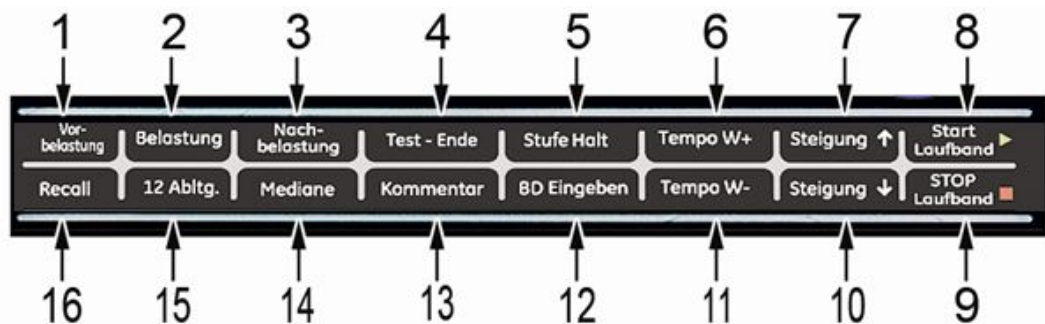 1 2 3 4 5 6 7 8
Vor-
belastung
Belastung
Nach-
belastung
Test - Ende
Stufe Halt
Tempo W+
Steigung ↑
Start
Laufband
Recall
12 Abltg.
Mediane
Kommentar
BD Eingeben
Tempo W-
Steigung ↓
STOP
Laufband
16 15 14 13 12 11 10 9